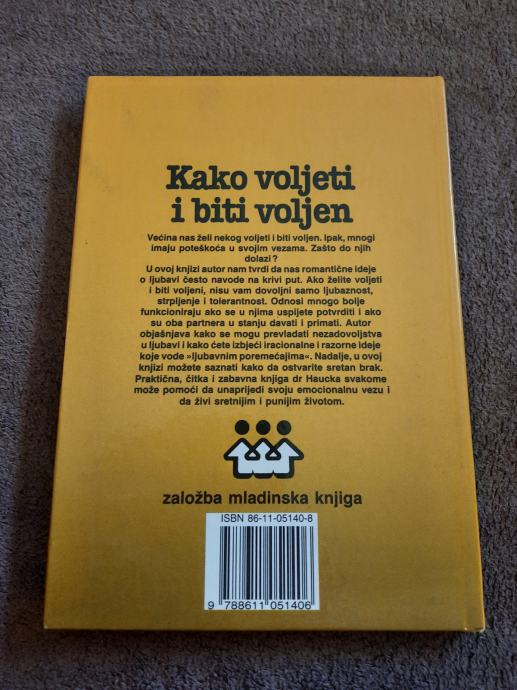 Kako voljeti
i biti voljen
Većina nas želi nekog voljeti i biti voljen. Ipak, mnogi
imaju poteškoća u svojim vezama. Zašto do njih
dolazi?
U ovoj knjizi autor nam tvrdi da nas romantične ideje
o ljubavi često navode na krivi put. Ako želite voljeti
i biti voljeni, nisu vam dovoljni samo ljubaznost,
strpljenje i tolerantnost. Odnosi mnogo bolje
funkcioniraju ako se u njima uspijete potvrditi i ako
su oba partnera u stanju davati i primati. Autor
objašnjava kako se mogu prevladati nezadovoljstva
u ljubavi i kako ćete izbjeći iracionalne i razorne ideje
koje vode »ljubavnim poremećajima«. Nadalje, u ovoj
knjizi možete saznati kako da ostvarite sretan brak.
Praktična, čitka i zabavna knjiga dr Haucka svakome
može pomoći da unaprijedi svoju emocionalnu vezu i
da živi sretnijim i punijim životom.
založba mladinska knjiga
ISBN 86-11-05140-8
9 788611 051406